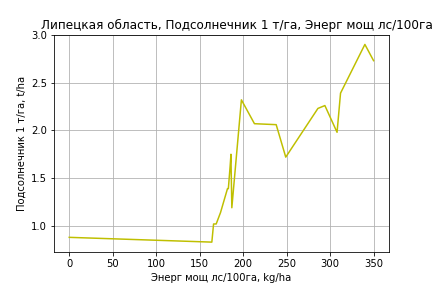 Липецкая область, Подсолнечник 1 т/га, Энерг мощ лс/100га
3.0
2.5
2.0
1.5
1.0
Подсолнечник 1 т/га, t/ha
0 50 100 150 200 250 300 350
Энерг мощ лс/100га, kg/ha